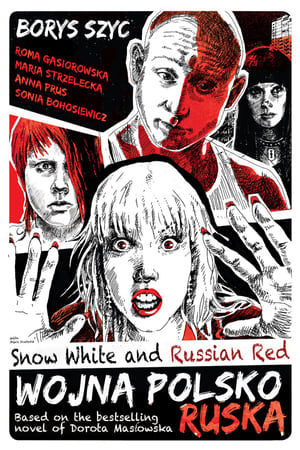 BORYS SZYC
ROMA GASIOROWSKA
MARIA STRZELECKA
ANNA PRUS
SONIA BOHOSIEWICZ
Snow White and Russian Red
WOJNA POLSKO
RUSKA
Based on the bestselling
novel of Dorota Masłowska